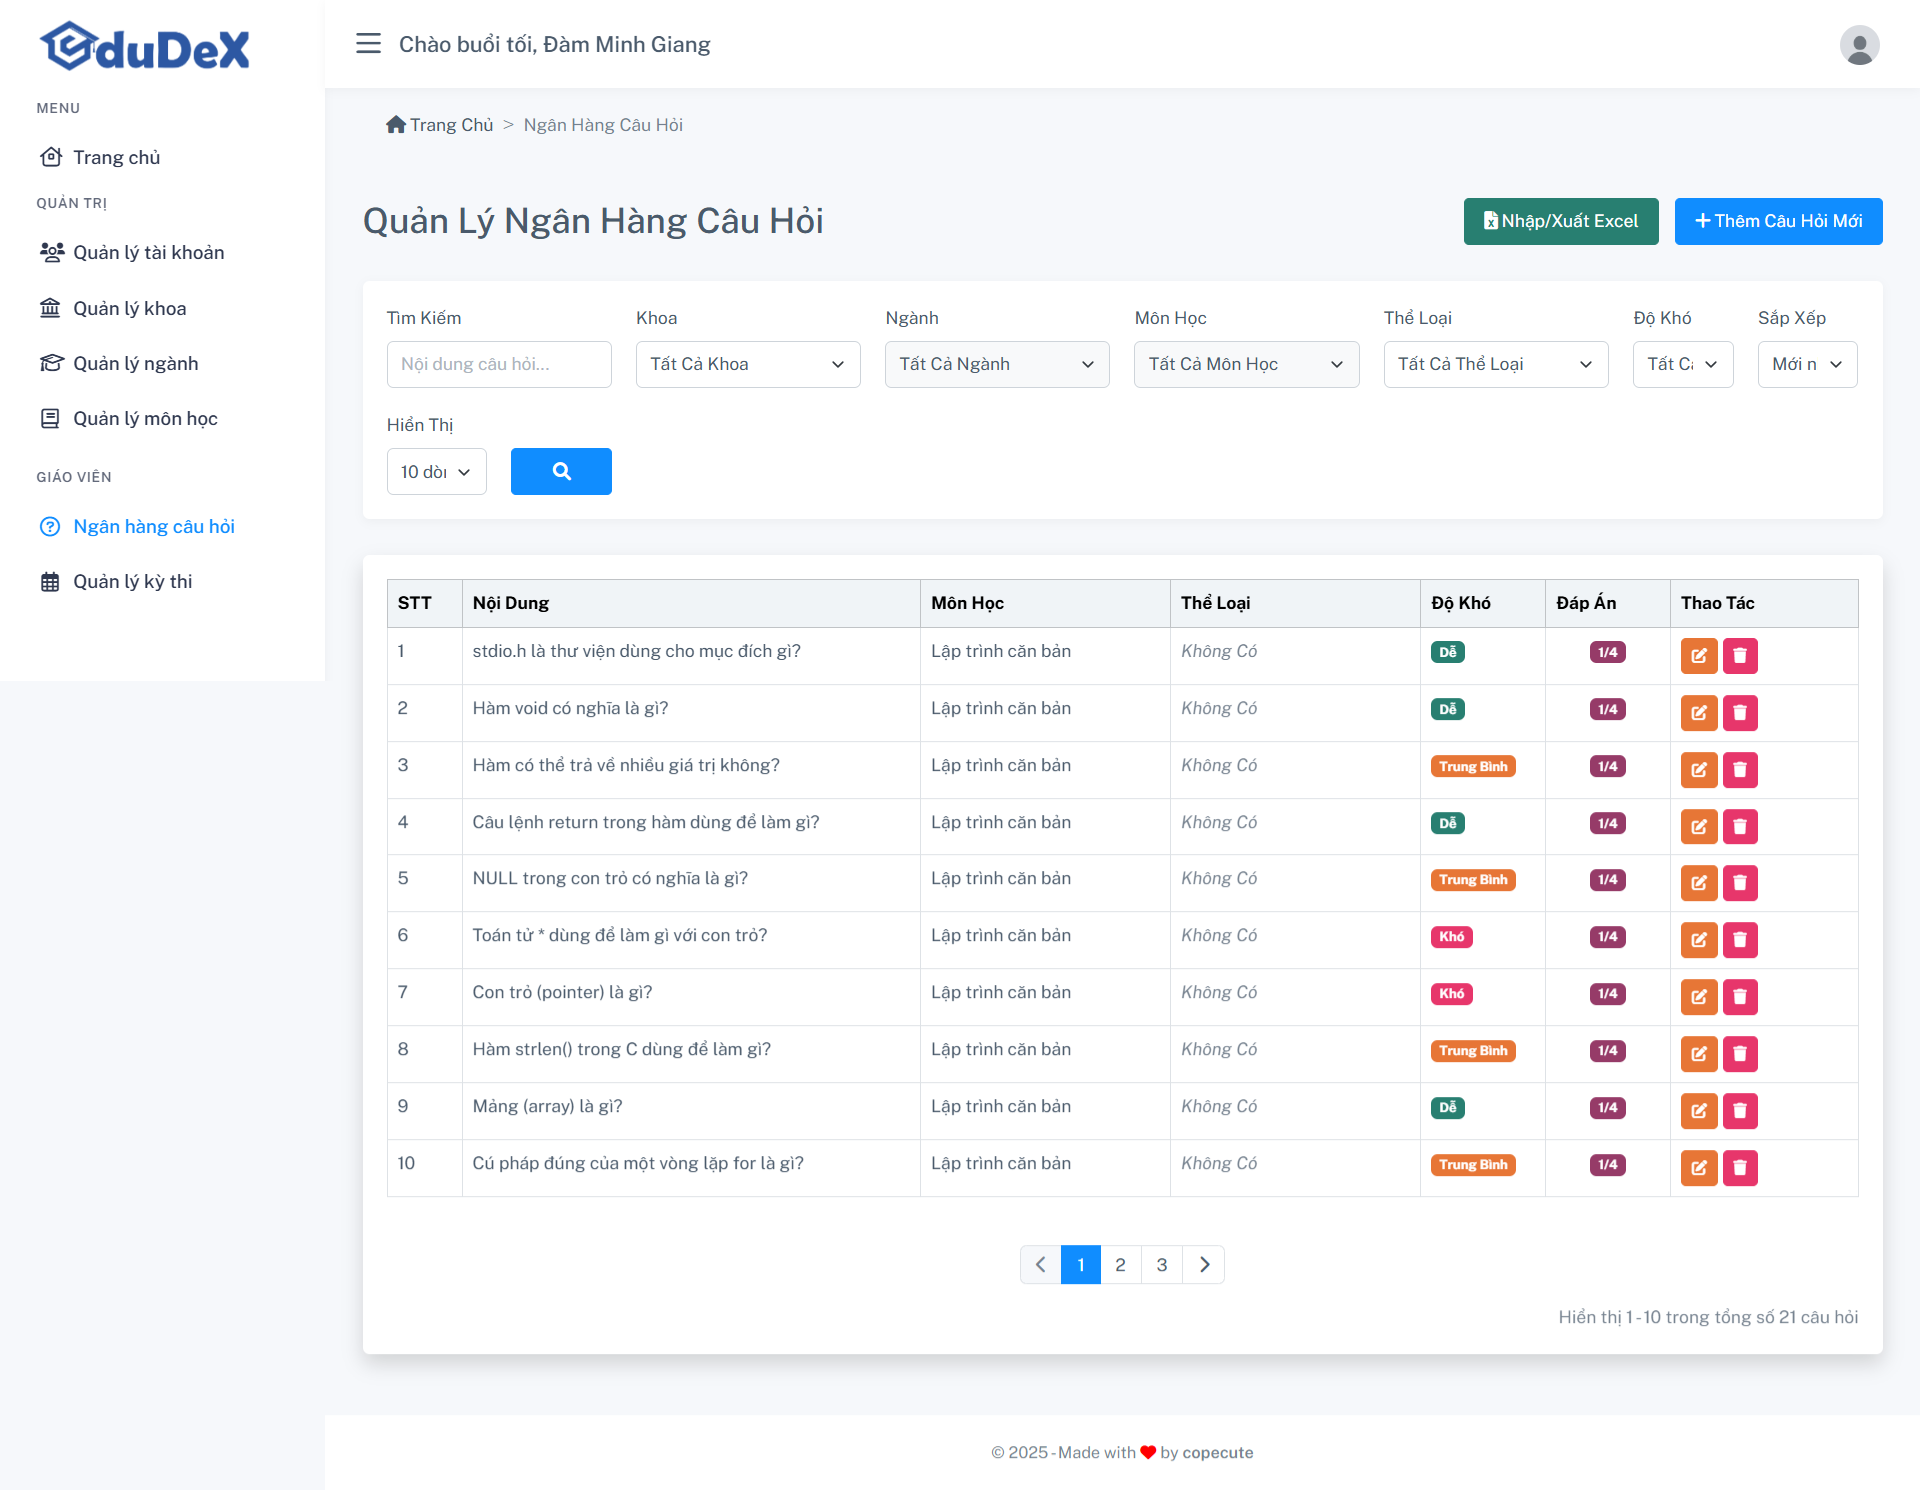 EduDeX
MENU
Trang chủ
QUẢN TRỊ
Quản lý tài khoản
Quản lý khoa
Quản lý ngành
Quản lý môn học
GIÁO VIÊN
Ngân hàng câu hỏi
Quản lý kỳ thi
Chào buổi tối, Đàm Minh Giang
Trang Chủ > Ngân Hàng Câu Hỏi
Quản Lý Ngân Hàng Câu Hỏi
Nhập/Xuất Excel
Thêm Câu Hỏi Mới
Tìm Kiếm Khoa Ngành Môn Học Thể Loại Độ Khó Sắp Xếp
Nội dung câu hỏi... Tất Cả Khoa Tất Cả Ngành Tất Cả Môn Học Tất Cả Thể Loại Tất Cả Mới n
Hiển Thị
10 dòn
STT Nội Dung Môn Học Thể Loại Độ Khó Đáp Án Thao Tác
1 stdio.h là thư viện dùng cho mục đích gì? Lập trình căn bản Không Có Dễ 1/4
2 Hàm void có nghĩa là gì? Lập trình căn bản Không Có Dễ 1/4
3 Hàm có thể trả về nhiều giá trị không? Lập trình căn bản Không Có Trung Bình 1/4
4 Câu lệnh return trong hàm dùng để làm gì? Lập trình căn bản Không Có Dễ 1/4
5 NULL trong con trỏ có nghĩa là gì? Lập trình căn bản Không Có Trung Bình 1/4
6 Toán tử * dùng để làm gì với con trỏ? Lập trình căn bản Không Có Khó 1/4
7 Con trỏ (pointer) là gì? Lập trình căn bản Không Có Khó 1/4
8 Hàm strlen() trong C dùng để làm gì? Lập trình căn bản Không Có Trung Bình 1/4
9 Mảng (array) là gì? Lập trình căn bản Không Có Dễ 1/4
10 Cú pháp đúng của một vòng lặp for là gì? Lập trình căn bản Không Có Trung Bình 1/4
1 2 3
Hiển thị 1 - 10 trong tổng số 21 câu hỏi
© 2025 - Made with ❤ by copecute